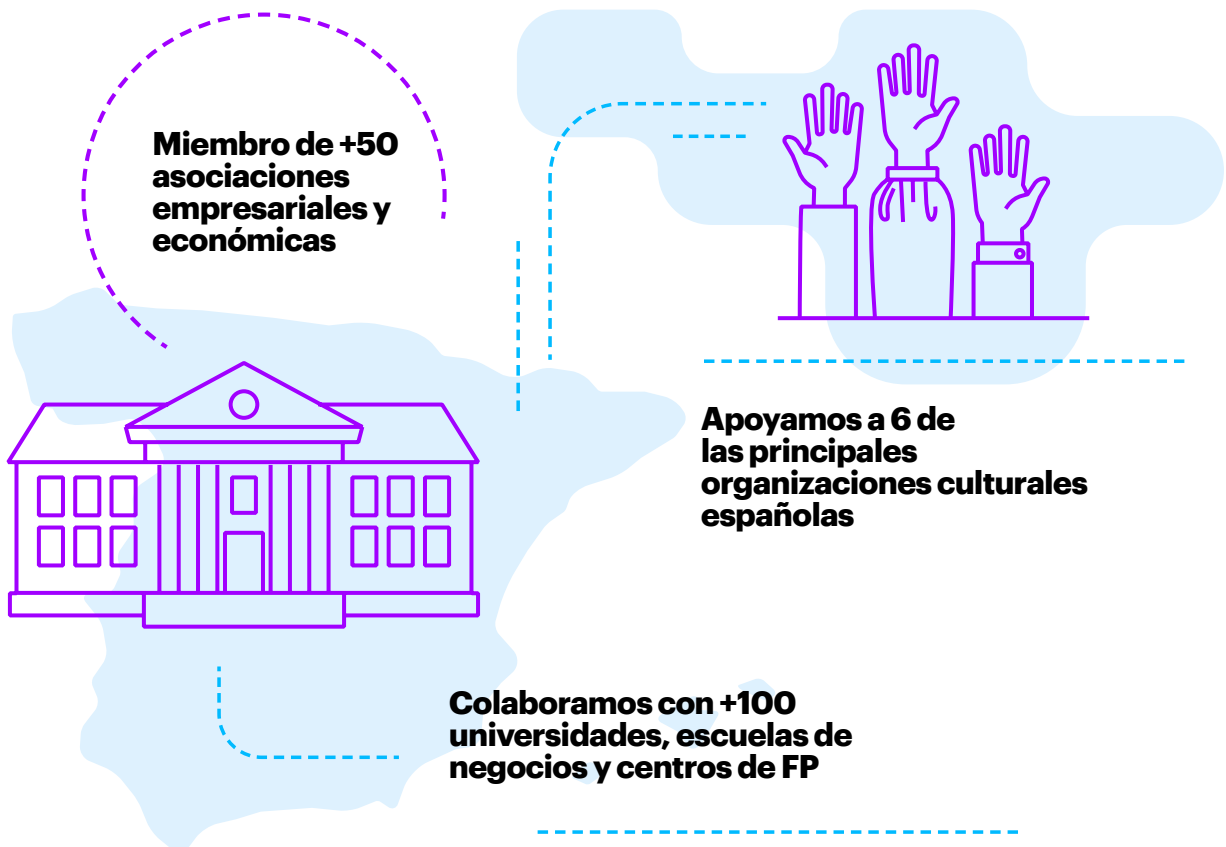 Miembro de +50
asociaciones
empresariales y
económicas
Apoyamos a 6 de
las principales
organizaciones culturales
españolas
Colaboramos con +100
universidades, escuelas de
negocios y centros de FP